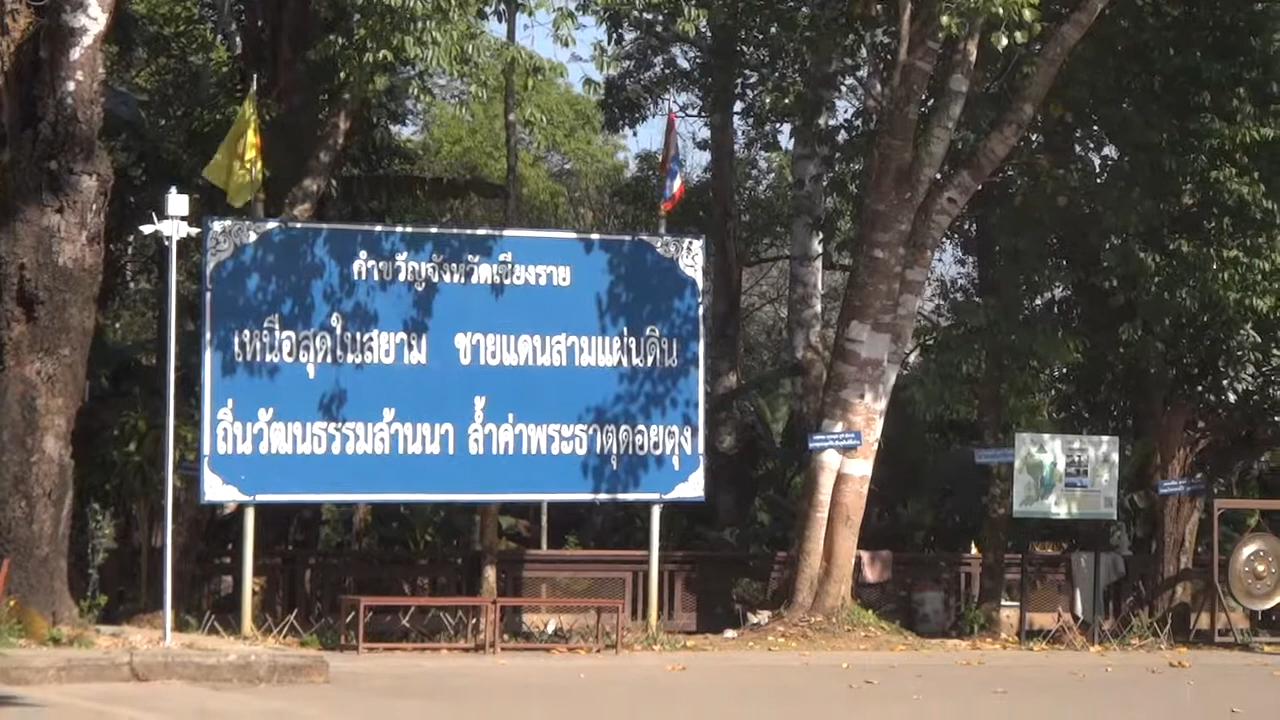 คำขวัญจังหวัดเชียงราย
เหนือสุดในสยาม ชายแดนสามแผ่นดิน
ถิ่นวัฒนธรรมล้านนา ล้ำค่าพระธาตุดอยตุง